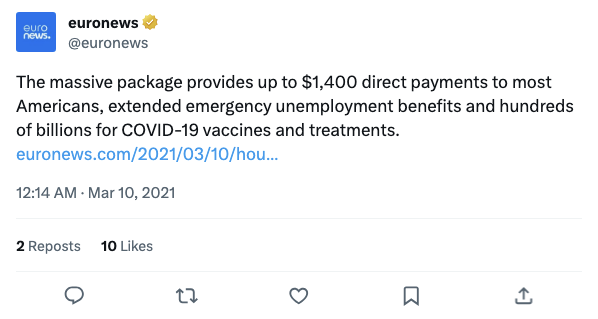 euro
news.
euronews
@euronews
The massive package provides up to $1,400 direct payments to most
Americans, extended emergency unemployment benefits and hundreds
of billions for COVID-19 vaccines and treatments.
euronews.com/2021/03/10/hou...
12:14 AM · Mar 10, 2021
2 Reposts 10 Likes